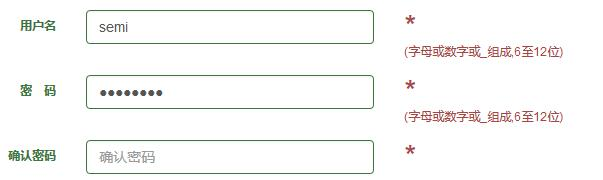 用户名 semi *
(字母或数字或_组成,6至12位)
密 码 ●●●●●●●● *
(字母或数字或_组成,6至12位)
确认密码 确认密码 *